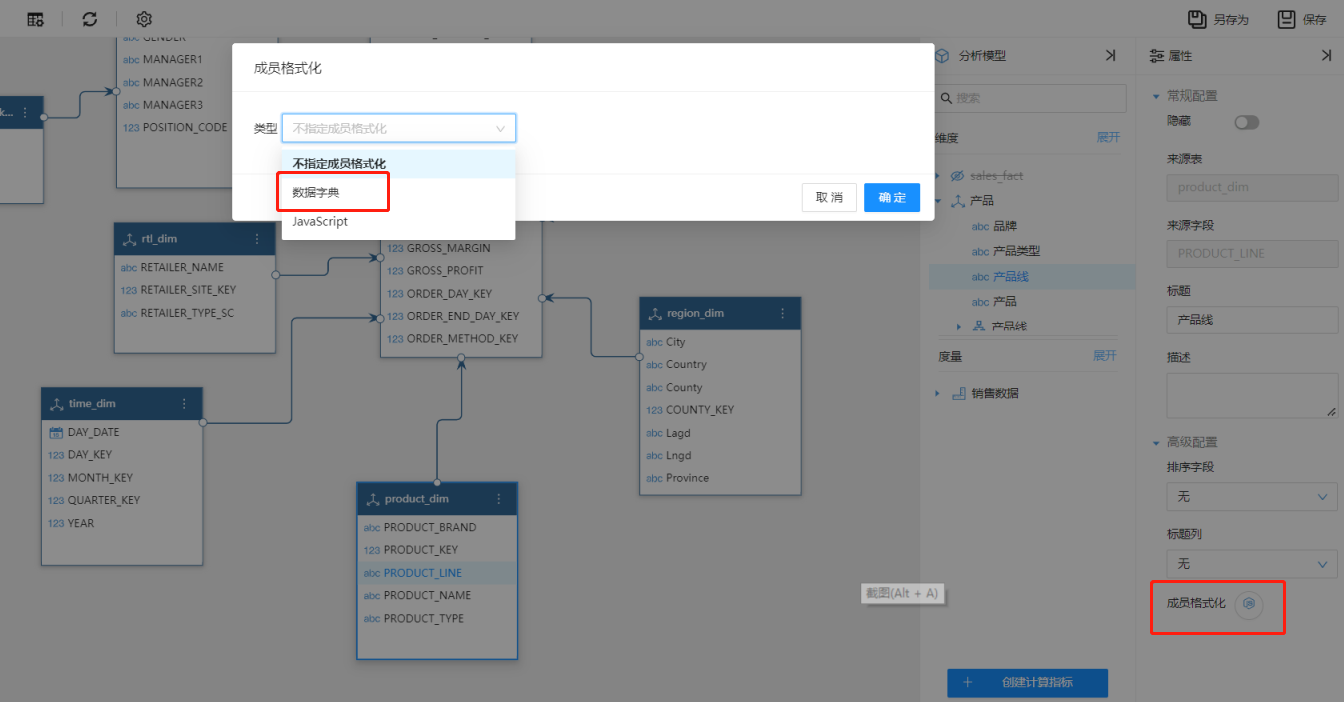 另存为
保存
abc GENDER
abc MANAGER1
abc MANAGER2
abc MANAGER3
123 POSITION_CODE
k...
成员格式化
类型
不指定成员格式化
不指定成员格式化
数据字典
JavaScript
取 消
确 定
rtl_dim
abc RETAILER_NAME
123 RETAILER_SITE_KEY
abc RETAILER_TYPE_SC
123 GROSS_MARGIN
123 GROSS_PROFIT
123 ORDER_DAY_KEY
123 ORDER_END_DAY_KEY
123 ORDER_METHOD_KEY
time_dim
DAY_DATE
123 DAY_KEY
123 MONTH_KEY
123 QUARTER_KEY
123 YEAR
product_dim
abc PRODUCT_BRAND
123 PRODUCT_KEY
abc PRODUCT_LINE
abc PRODUCT_NAME
abc PRODUCT_TYPE
region_dim
abc City
abc Country
abc County
123 COUNTY_KEY
abc Lagd
abc Lngd
abc Province
截图(Alt + A)
分析模型
搜索
维度
展开
sales_fact
产品
abc 品牌
abc 产品类型
abc 产品线
abc 产品
产品线
度量
展开
销售数据
创建计算指标
属性
常规配置
隐藏
来源表
product_dim
来源字段
PRODUCT_LINE
标题
产品线
描述
高级配置
排序字段
无
标题列
无
成员格式化